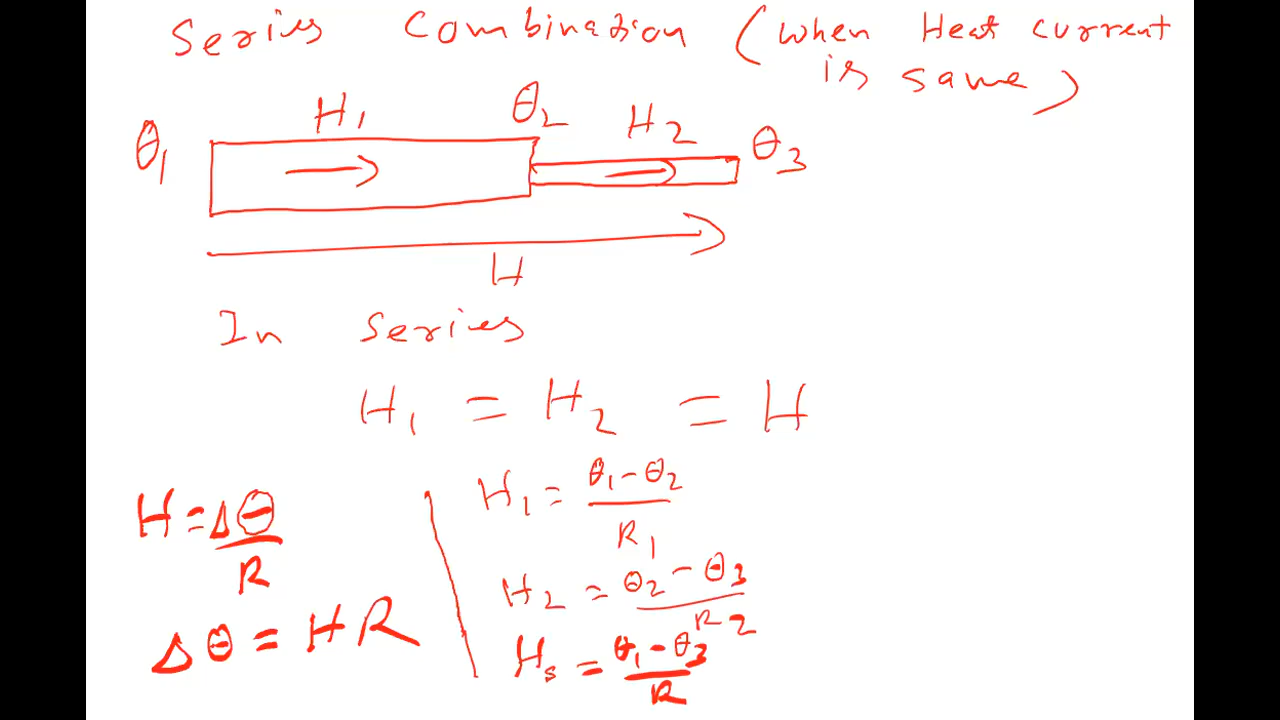 Series Combination (when Heat current
is same)
θ1 H1 θ2 H2 θ3
H
In series
H1 = H2 = H
H = Δθ/R
Δθ = HR
H1 = θ1 - θ2/R1
H2 = θ2 - θ3/R2
Hs = θ1 - θ3/R